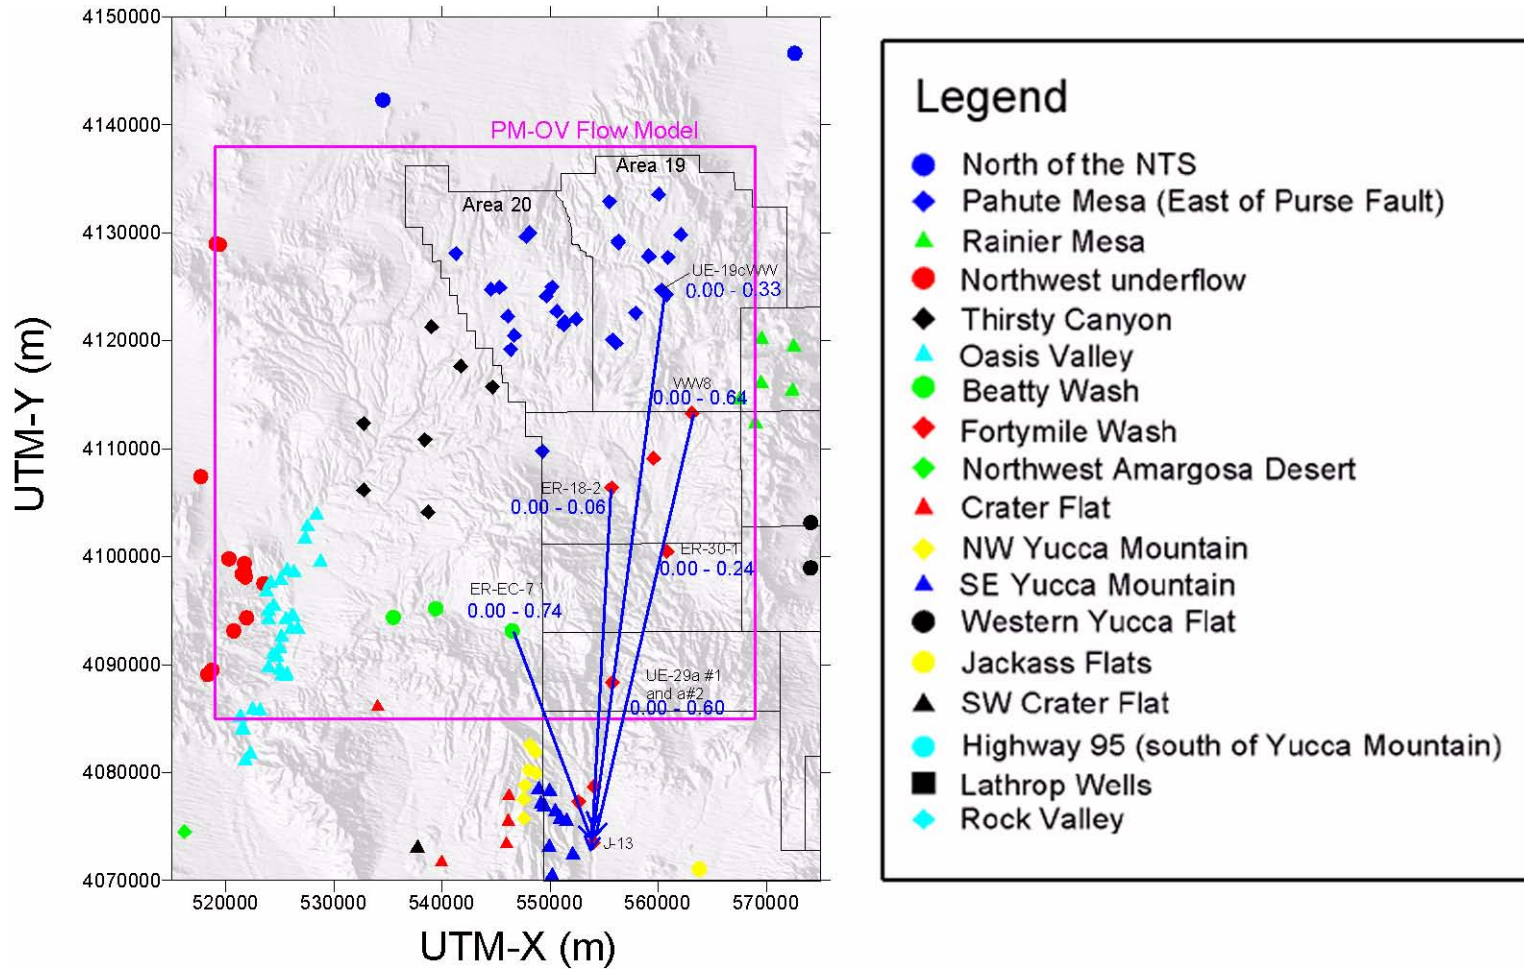 4150000
4140000
4130000
4120000
4110000
4100000
4090000
4080000
4070000
UTM-Y (m)
520000
530000
540000
550000
560000
570000
UTM-X (m)
PM-OV Flow Model
Area 19
Area 20
UE-19cWW
0.00 - 0.33
WW8
0.00 - 0.64
ER-18-2
0.00 - 0.06
ER-30-1
0.00 - 0.24
ER-EC-7
0.00 - 0.74
UE-29a #1
and a#2
0.00 - 0.60
J-13
Legend
North of the NTS
Pahute Mesa (East of Purse Fault)
Rainier Mesa
Northwest underflow
Thirsty Canyon
Oasis Valley
Beatty Wash
Fortymile Wash
Northwest Amargosa Desert
Crater Flat
NW Yucca Mountain
SE Yucca Mountain
Western Yucca Flat
Jackass Flats
SW Crater Flat
Highway 95 (south of Yucca Mountain)
Lathrop Wells
Rock Valley